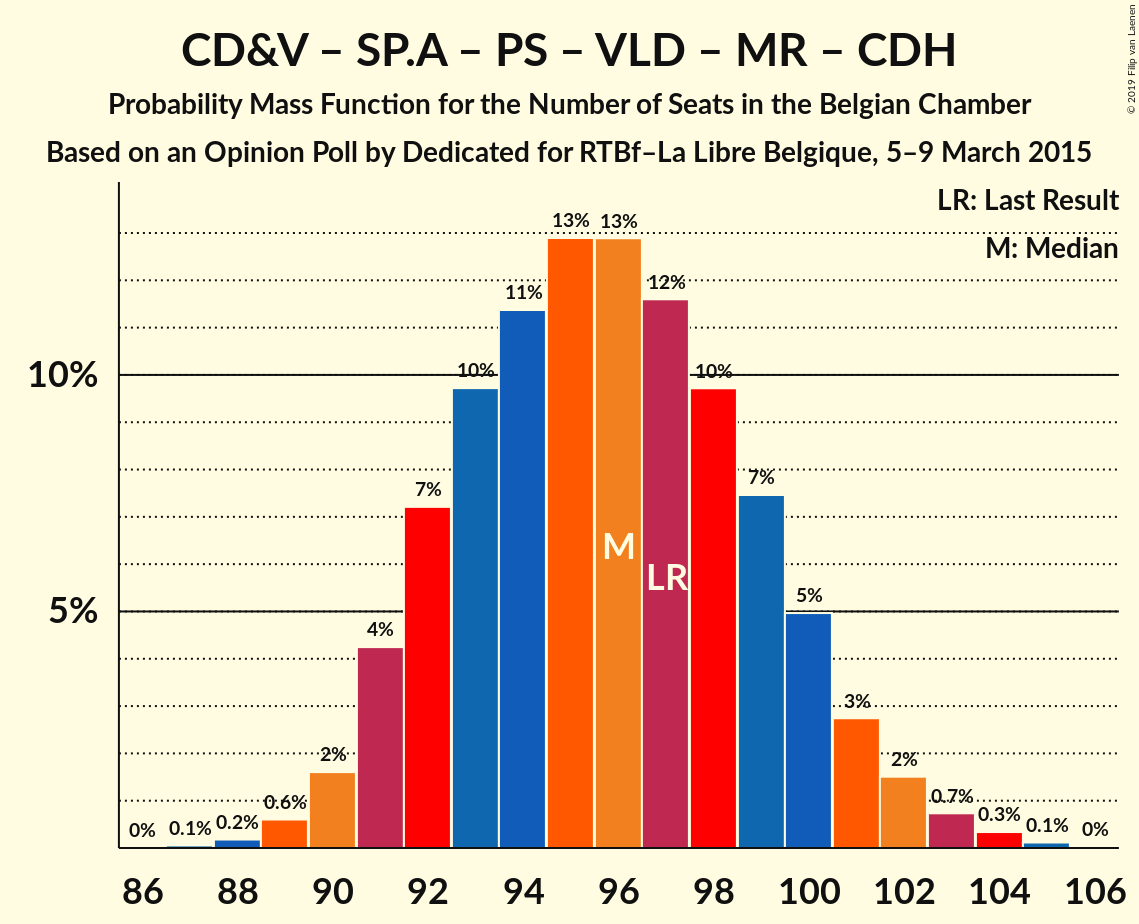 CD&V – SP.A – PS – VLD – MR – CDH
Probability Mass Function for the Number of Seats in the Belgian Chamber
Based on an Opinion Poll by Dedicated for RTBf–La Libre Belgique, 5–9 March 2015
© 2019 Filip van Laenen
LR: Last Result
M: Median
10%
5%
0%
0.1%
0.2%
0.6%
2%
4%
7%
10%
11%
13%
13%
12%
10%
7%
5%
3%
2%
0.7%
0.3%
0.1%
0%
M
LR
86 88 90 92 94 96 98 100 102 104 106